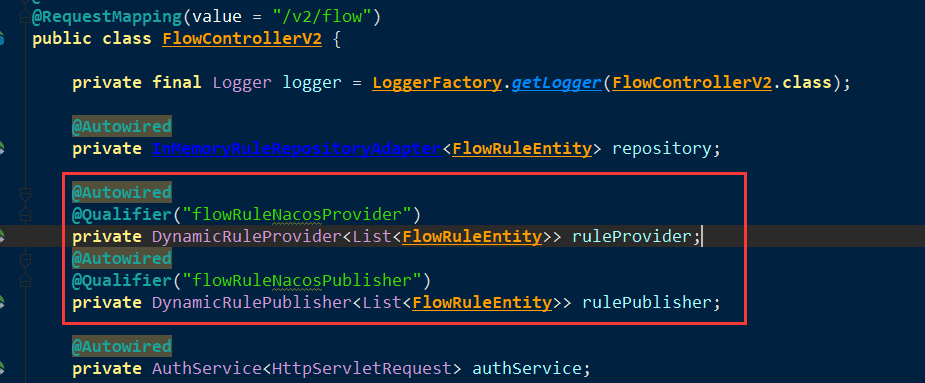 @RequestMapping(value = "/v2/flow")
public class FlowControllerV2 {
private final Logger logger = LoggerFactory.getLogger(FlowControllerV2.class);
@Autowired
private InMemoryRuleRepositoryAdapter<FlowRuleEntity> repository;
@Autowired
@Qualifier("flowRuleNacosProvider")
private DynamicRuleProvider<List<FlowRuleEntity>> ruleProvider;
@Autowired
@Qualifier("flowRuleNacosPublisher")
private DynamicRulePublisher<List<FlowRuleEntity>> rulePublisher;
@Autowired
private AuthService<HttpServletRequest> authService;